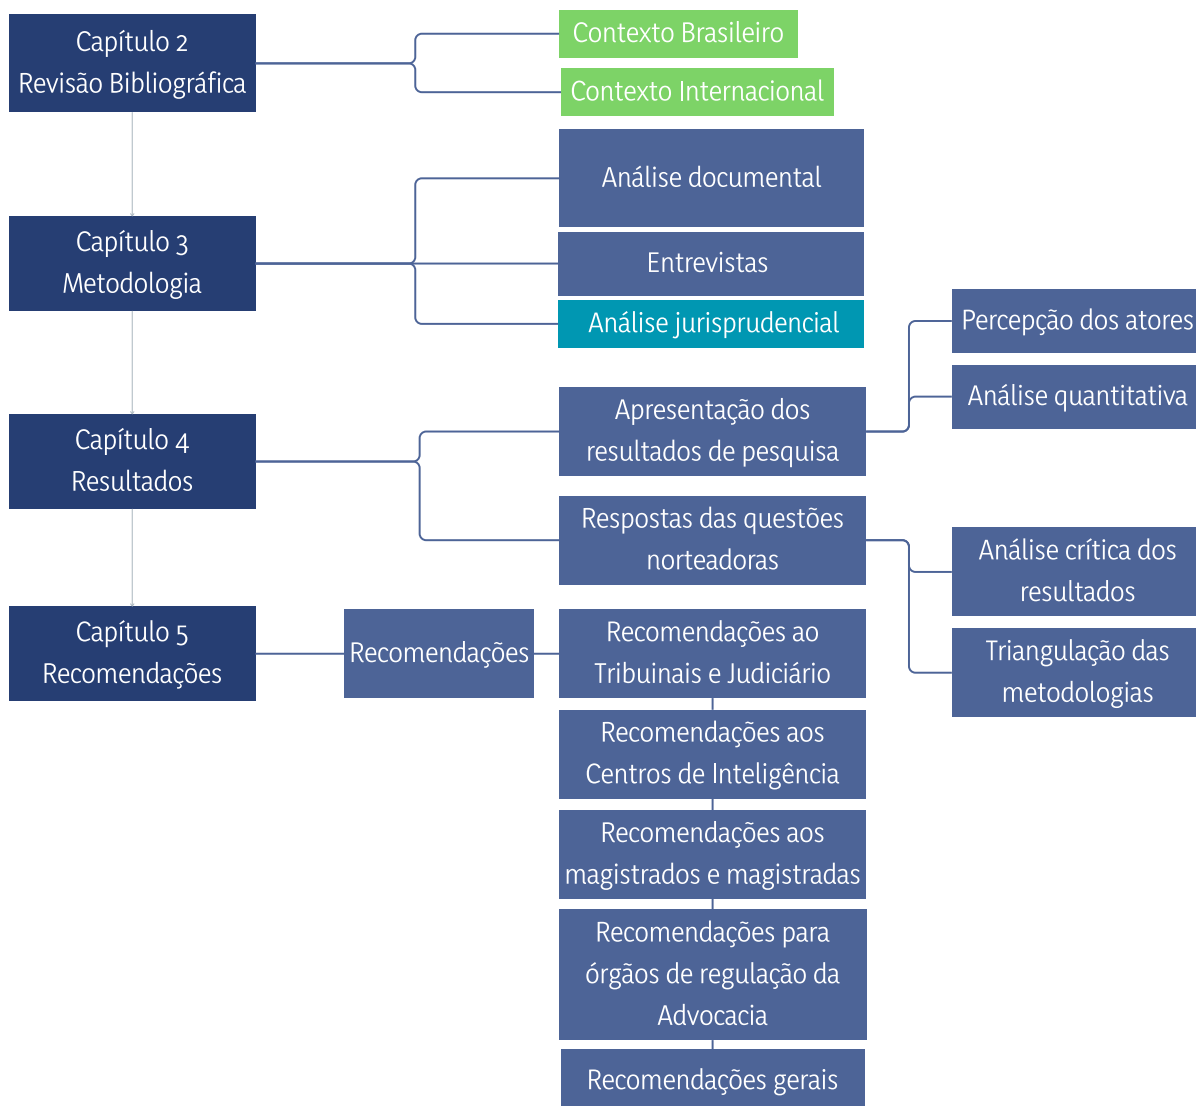 Capítulo 2
Revisão Bibliográfica
Contexto Brasileiro
Contexto Internacional
Capítulo 3
Metodologia
Análise documental
Entrevistas
Análise jurisprudencial
Capítulo 4
Resultados
Apresentação dos
resultados de pesquisa
Percepção dos atores
Análise quantitativa
Respostas das questões
norteadoras
Análise crítica dos
resultados
Triangulação das
metodologias
Capítulo 5
Recomendações
Recomendações
Recomendações ao
Tribuinais e Judiciário
Recomendações aos
Centros de Inteligência
Recomendações aos
magistrados e magistradas
Recomendações para
órgãos de regulação da
Advocacia
Recomendações gerais